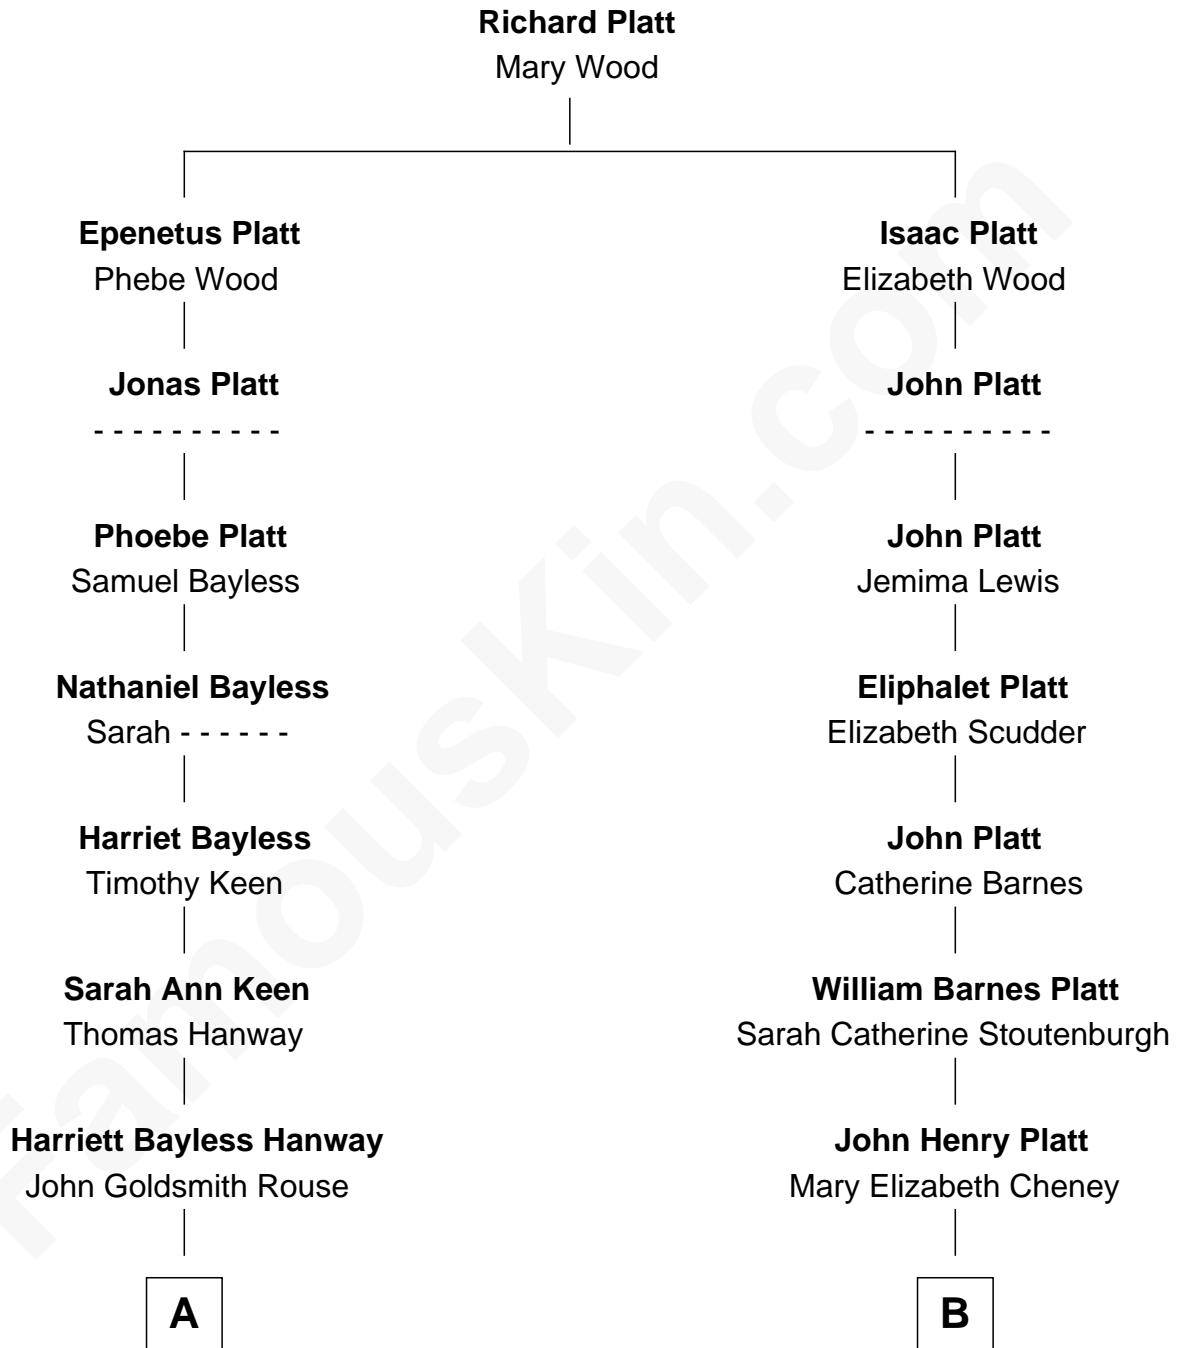 Richard Platt
Mary Wood
Epenetus Platt
Phebe Wood
Isaac Platt
Elizabeth Wood
Jonas Platt
- - - - - - - - - -
John Platt
- - - - - - - - - -
Phoebe Platt
Samuel Bayless
John Platt
Jemima Lewis
Nathaniel Bayless
Sarah - - - - - -
Eliphalet Platt
Elizabeth Scudder
Harriet Bayless
Timothy Keen
John Platt
Catherine Barnes
Sarah Ann Keen
Thomas Hanway
William Barnes Platt
Sarah Catherine Stoutenburgh
Harriett Bayless Hanway
John Goldsmith Rouse
John Henry Platt
Mary Elizabeth Cheney
A
B
FamousKin.com